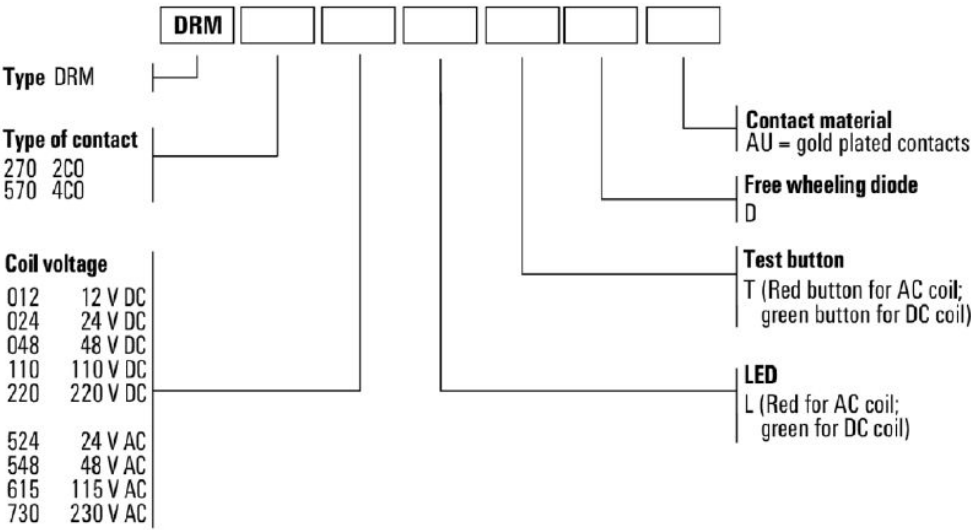 DRM
Type DRM
Type of contact
270 2CO
570 4CO
Coil voltage
012 12 V DC
024 24 V DC
048 48 V DC
110 110 V DC
220 220 V DC
524 24 V AC
548 48 V AC
615 115 V AC
730 230 V AC
Contact material
AU = gold plated contacts
Free wheeling diode
D
Test button
T (Red button for AC coil;
green button for DC coil)
LED
L (Red for AC coil;
green for DC coil)